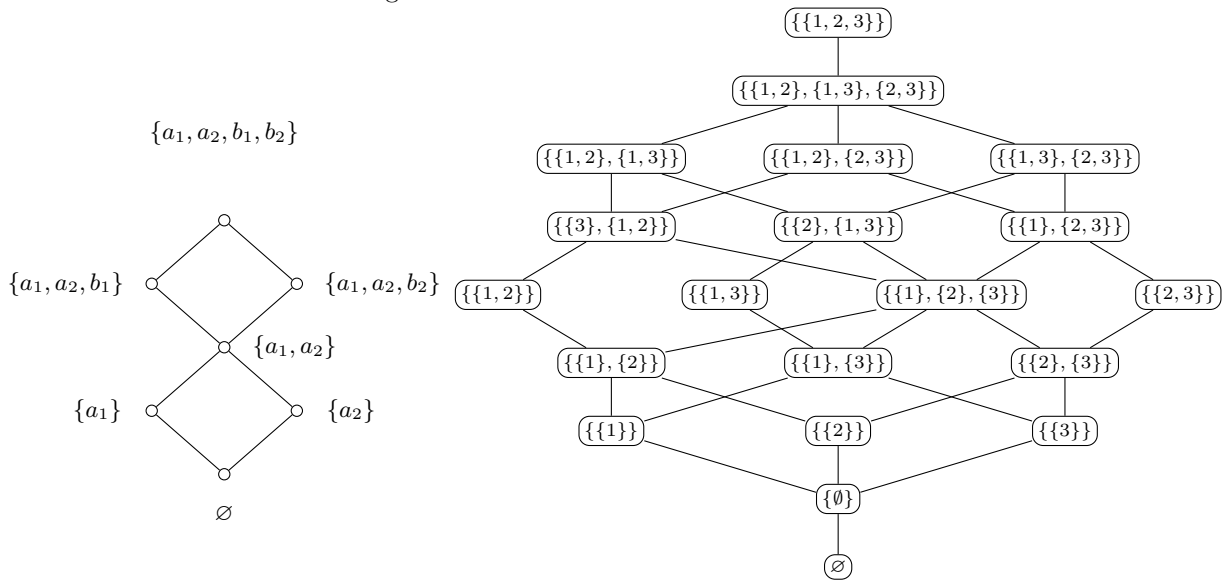 {{1, 2, 3}}
{{1, 2}, {1, 3}, {2, 3}}
{a₁, a₂, b₁, b₂}
{{1, 2}, {1, 3}} {{1, 2}, {2, 3}} {{1, 3}, {2, 3}}
{{3}, {1, 2}} {{2}, {1, 3}} {{1}, {2, 3}}
{a₁, a₂, b₁} {a₁, a₂, b₂} {{1, 2}} {{1, 3}} {{1}, {2}, {3}} {{2, 3}}
{a₁, a₂} {{1}, {2}} {{1}, {3}} {{2}, {3}}
{a₁} {a₂} {{1}} {{2}} {{3}}
{∅}
∅
∅